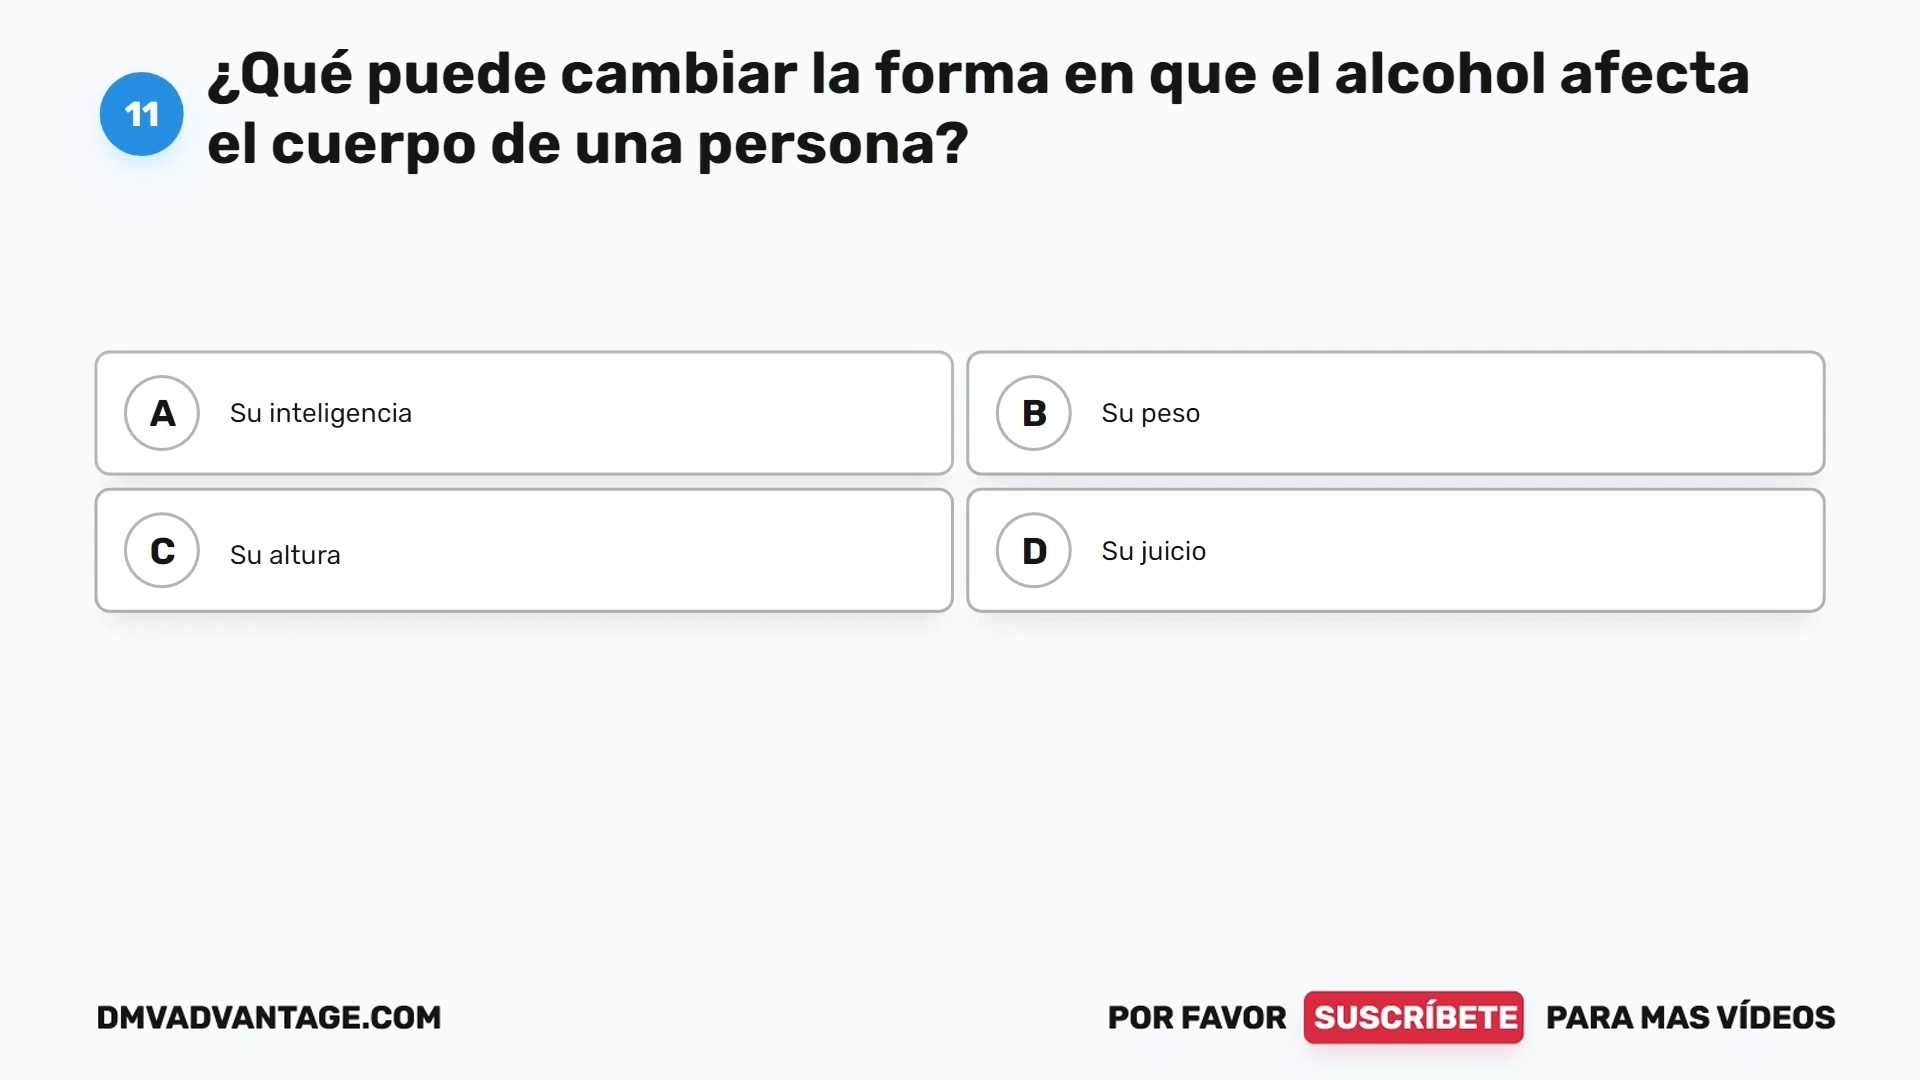 11
¿Qué puede cambiar la forma en que el alcohol afecta
el cuerpo de una persona?
A Su inteligencia
B Su peso
C Su altura
D Su juicio
DMVADVANTAGE.COM
POR FAVOR SUSCRÍBETE PARA MAS VÍDEOS